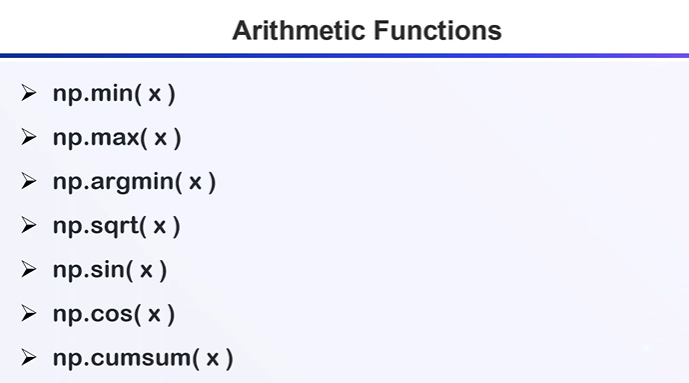 Arithmetic Functions
➢ np.min( x )
➢ np.max( x )
➢ np.argmin( x )
➢ np.sqrt( x )
➢ np.sin( x )
➢ np.cos( x )
➢ np.cumsum( x )